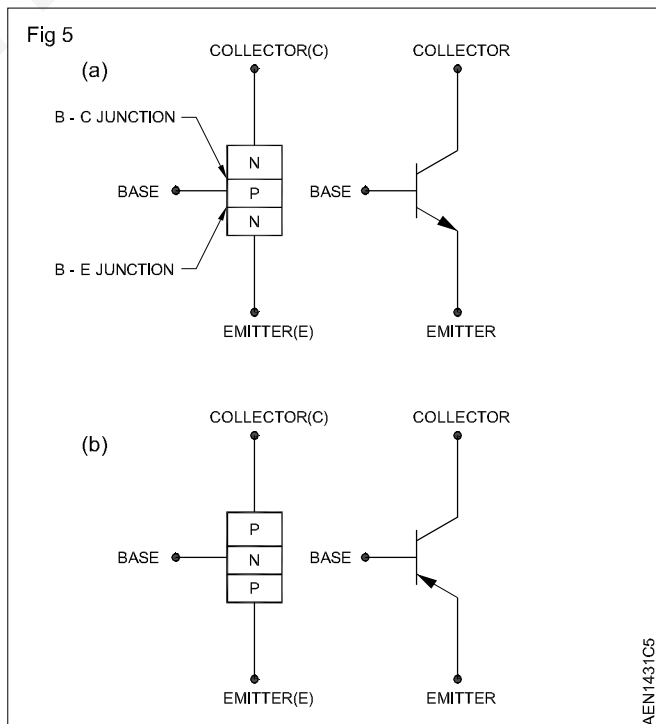 Fig 5
(a)
COLLECTOR(C) COLLECTOR
B - C JUNCTION
N
BASE P BASE
N
B - E JUNCTION
EMITTER(E) EMITTER
(b)
COLLECTOR(C) COLLECTOR
P
BASE N BASE
P
EMITTER(E) EMITTER
AEN1431C5